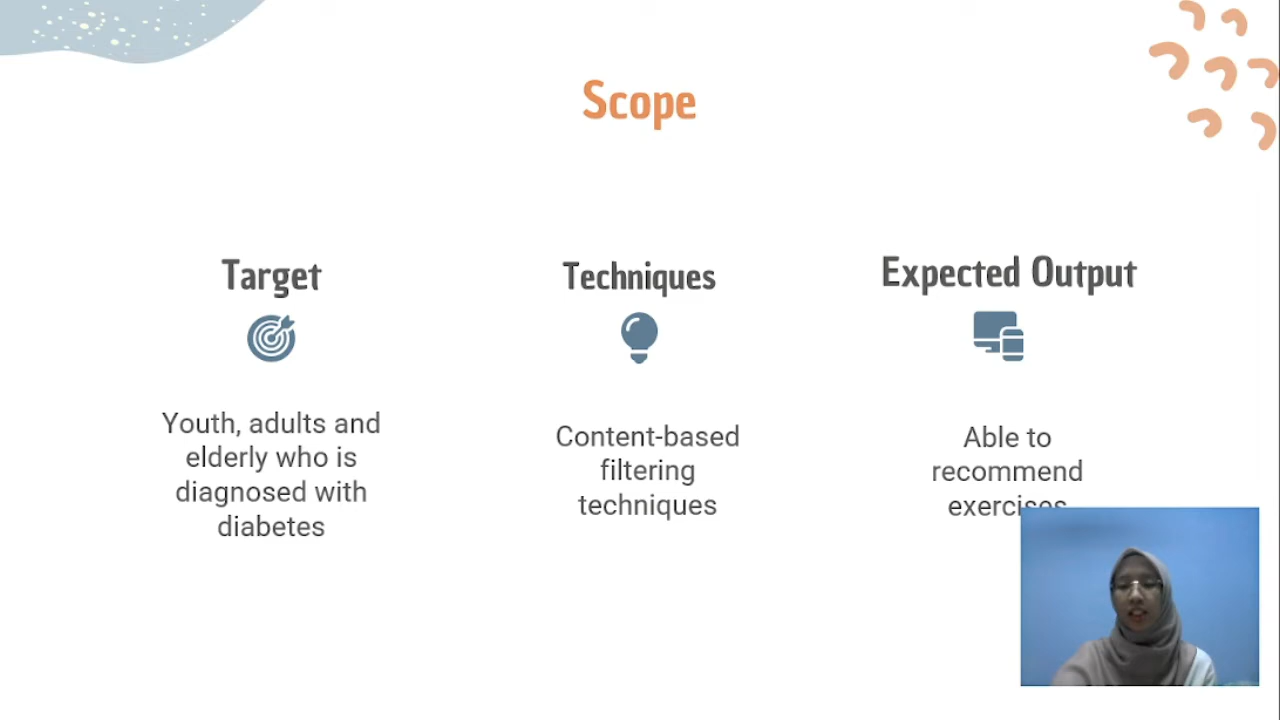 Scope
Target
Techniques
Expected Output
Youth, adults and
elderly who is
diagnosed with
diabetes
Content-based
filtering
techniques
Able to
recommend
exercises